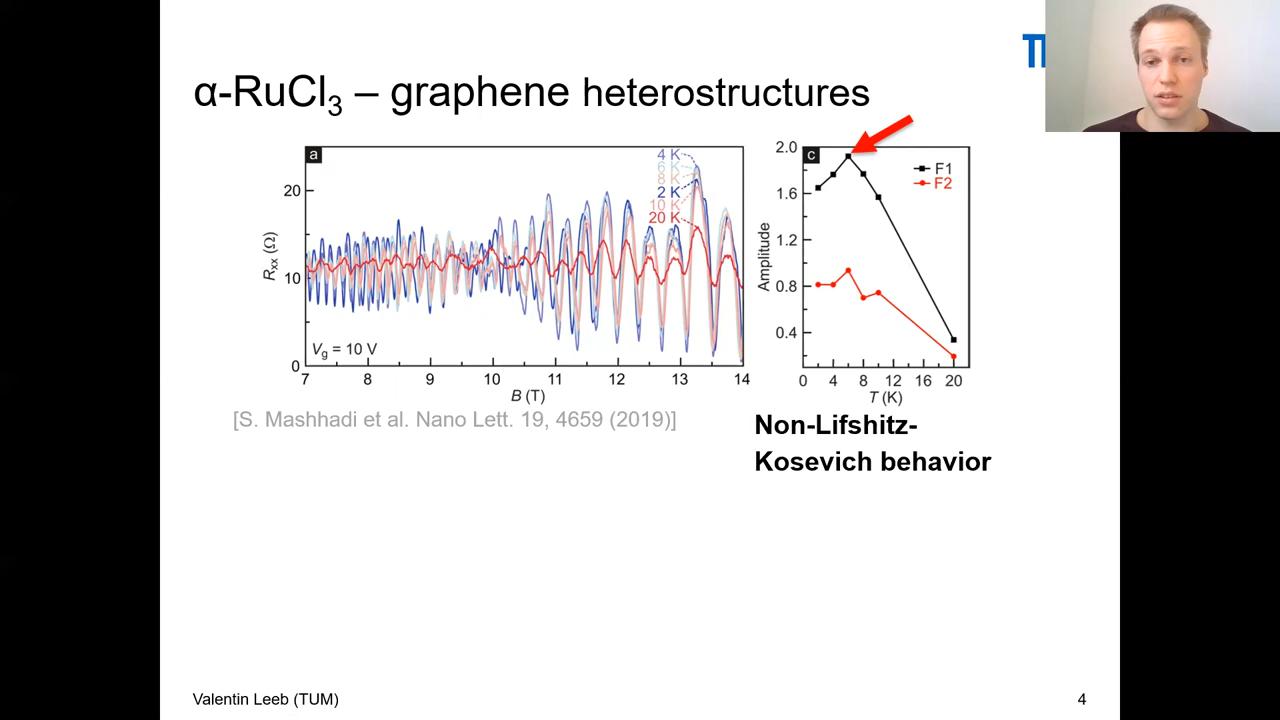 α-RuCl3 – graphene heterostructures
a
4 K
6 K
8 K
2 K
10 K
20 K
20
10
0
Rxx (Ω)
Vg = 10 V
7 8 9 10 11 12 13 14
B (T)
c
F1
F2
2.0
1.6
1.2
0.8
0.4
Amplitude
0 4 8 12 16 20
T (K)
[S. Mashhadi et al. Nano Lett. 19, 4659 (2019)]
Non-Lifshitz-
Kosevich behavior
Valentin Leeb (TUM)
4